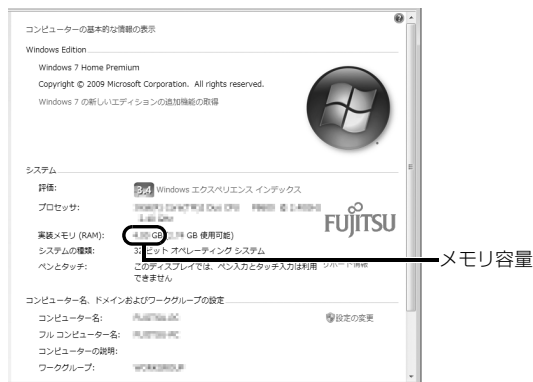 コンピューターの基本的な情報の表示
Windows Edition
Windows 7 Home Premium
Copyright © 2009 Microsoft Corporation. All rights reserved.
Windows 7 の新しいエディションの追加機能の取得
システム
評価:
3.4 Windows エクスペリエンス インデックス
プロセッサ:
FUJITSU
実装メモリ (RAM): GB GB 使用可能)
システムの種類: 32 ビット オペレーティング システム
メモリ容量
ペンとタッチ: このディスプレイでは、ペン入力とタッチ入力は利用できません
サポート情報
コンピューター名、ドメインおよびワークグループの設定
コンピューター名:
設定の変更
フル コンピューター名:
コンピューターの説明:
ワークグループ: WORKGROUP